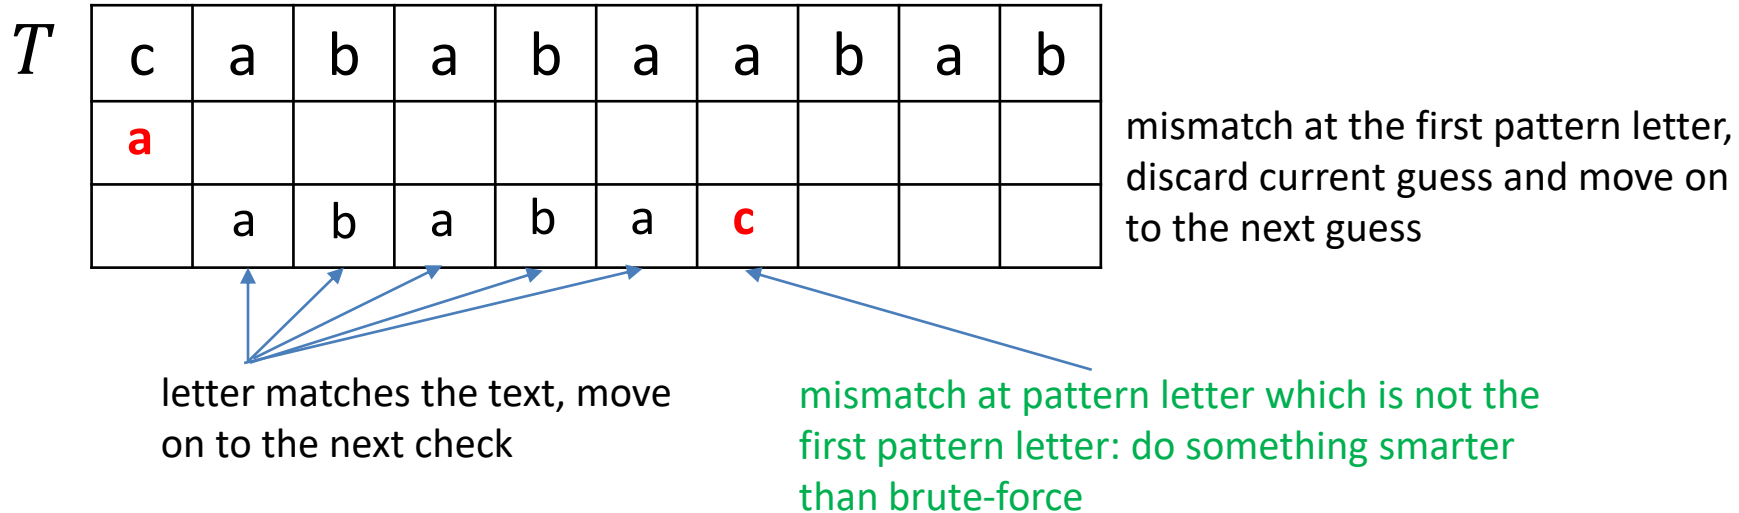 T c a b a b a a b a b
a
a b a b a c
mismatch at the first pattern letter,
discard current guess and move on
to the next guess
letter matches the text, move
on to the next check
mismatch at pattern letter which is not the
first pattern letter: do something smarter
than brute-force